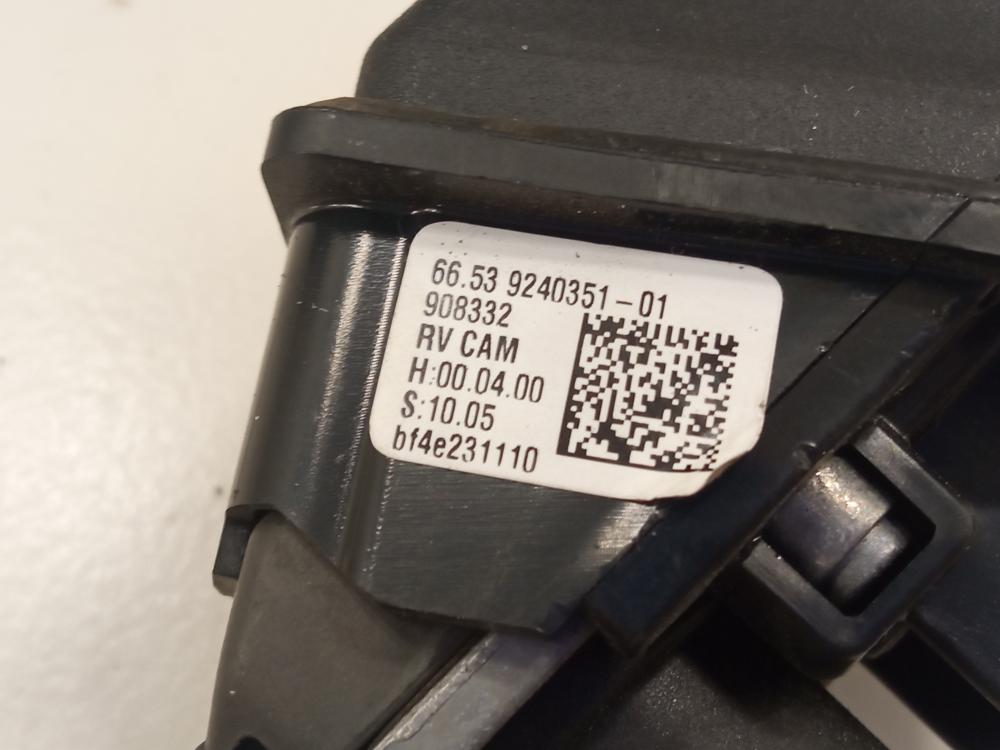 66.53 9240351-01
908332
RV CAM
H:00.04.00
S:10.05
bf4e231110